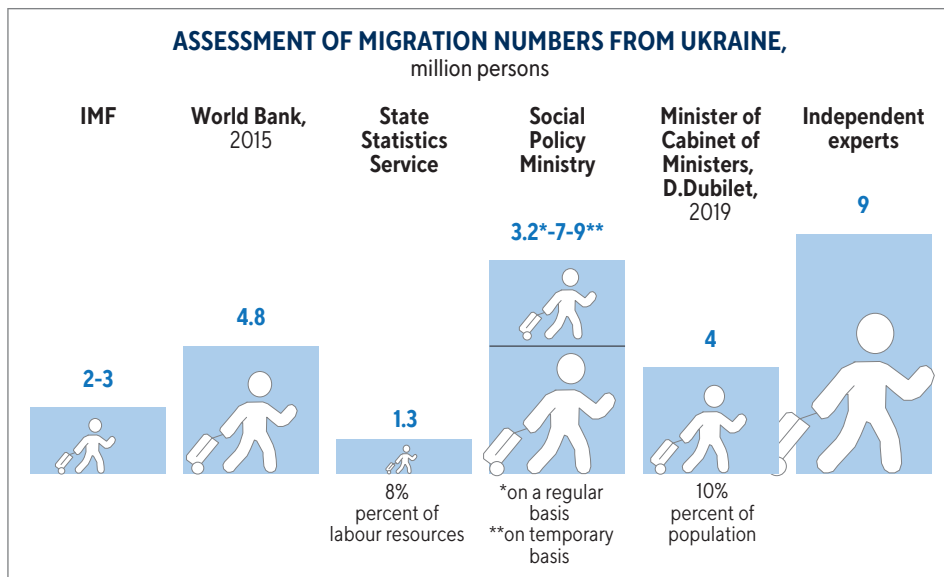 ASSESSMENT OF MIGRATION NUMBERS FROM UKRAINE,
million persons
IMF
2-3
World Bank,
2015
4.8
State
Statistics
Service
1.3
8%
percent of
labour resources
Social
Policy
Ministry
3.2*-7-9**
*on a regular
basis
**on temporary
basis
Minister of
Cabinet of
Ministers,
D.Dubilet,
2019
4
10%
percent of
population
Independent
experts
9